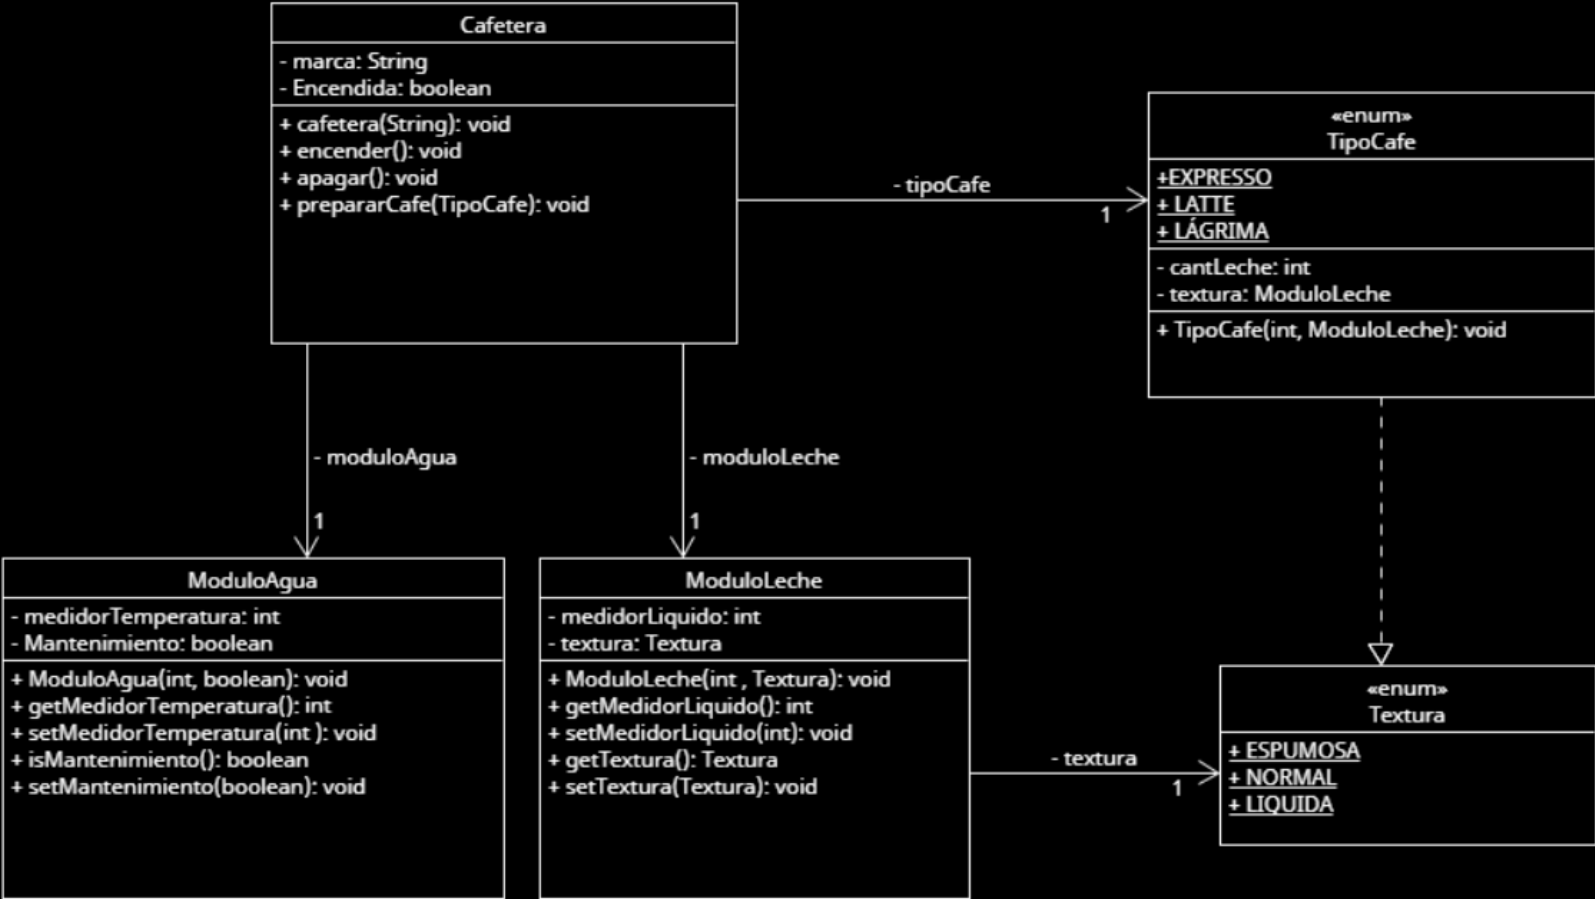 Cafetera
- marca: String
- Encendida: boolean
+ cafetera(String): void
+ encender(): void
+ apagar(): void
+ prepararCafe(TipoCafe): void
- tipoCafe
1
«enum»
TipoCafe
+EXPRESSO
+ LATTE
+ LÁGRIMA
- cantLeche: int
- textura: ModuloLeche
+ TipoCafe(int, ModuloLeche): void
- moduloAgua
1
- moduloLeche
1
ModuloAgua
- medidorTemperatura: int
- Mantenimiento: boolean
+ ModuloAgua(int, boolean): void
+ getMedidorTemperatura(): int
+ setMedidorTemperatura(int ): void
+ isMantenimiento(): boolean
+ setMantenimiento(boolean): void
ModuloLeche
- medidorLiquido: int
- textura: Textura
+ ModuloLeche(int , Textura): void
+ getMedidorLiquido(): int
+ setMedidorLiquido(int): void
+ getTextura(): Textura
+ setTextura(Textura): void
- textura
1
«enum»
Textura
+ ESPUMOSA
+ NORMAL
+ LIQUIDA